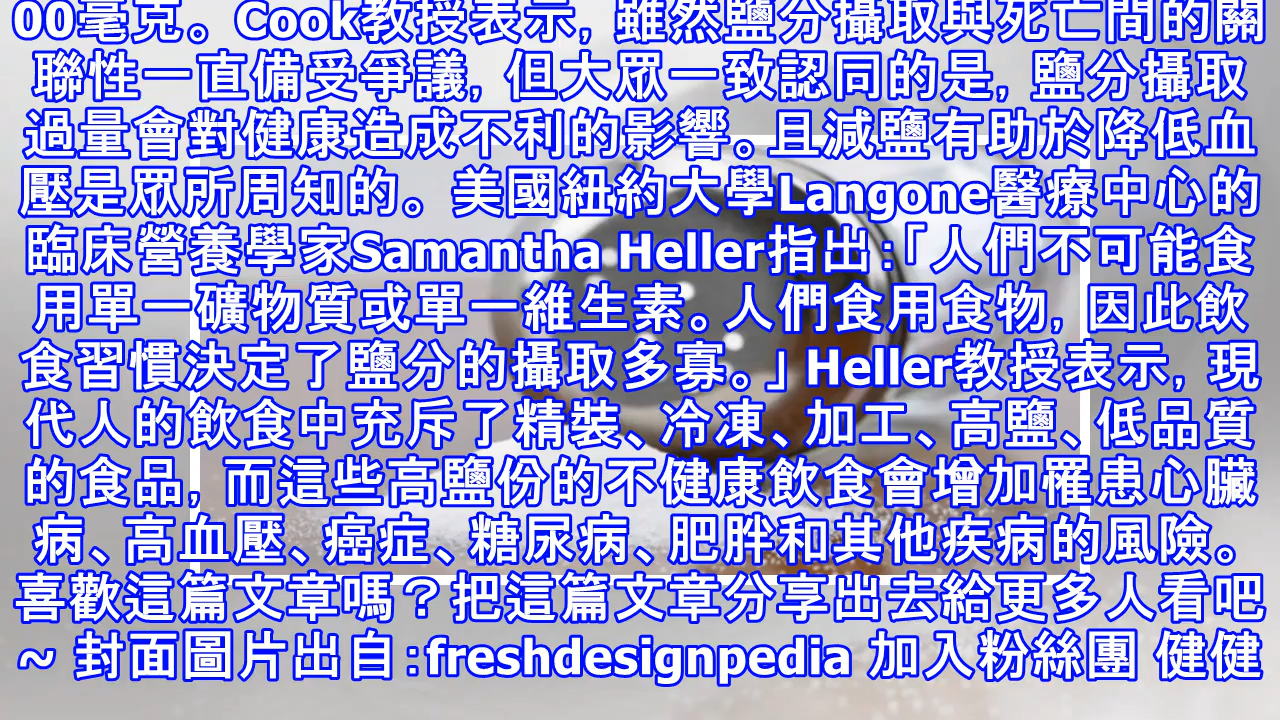 00毫克。Cook教授表示, 雖然鹽分攝取與死亡間的關
聯性一直備受爭議, 但大眾一致認同的是, 鹽分攝取
過量會對健康造成不利的影響。且減鹽有助於降低血
壓是眾所周知的。美國紐約大學Langone醫療中心的
臨床營養學家Samantha Heller指出:「人們不可能食
用單一礦物質或單一維生素。人們食用食物, 因此飲
食習慣決定了鹽分的攝取多寡。」Heller教授表示, 現
代人的飲食中充斥了精裝、冷凍、加工、高鹽、低品質
的食品, 而這些高鹽份的不健康飲食會增加罹患心臟
病、高血壓、癌症、糖尿病、肥胖和其他疾病的風險。
喜歡這篇文章嗎？把這篇文章分享出去給更多人看吧
~ 封面圖片出自:freshdesignpedia 加入粉絲團 健健